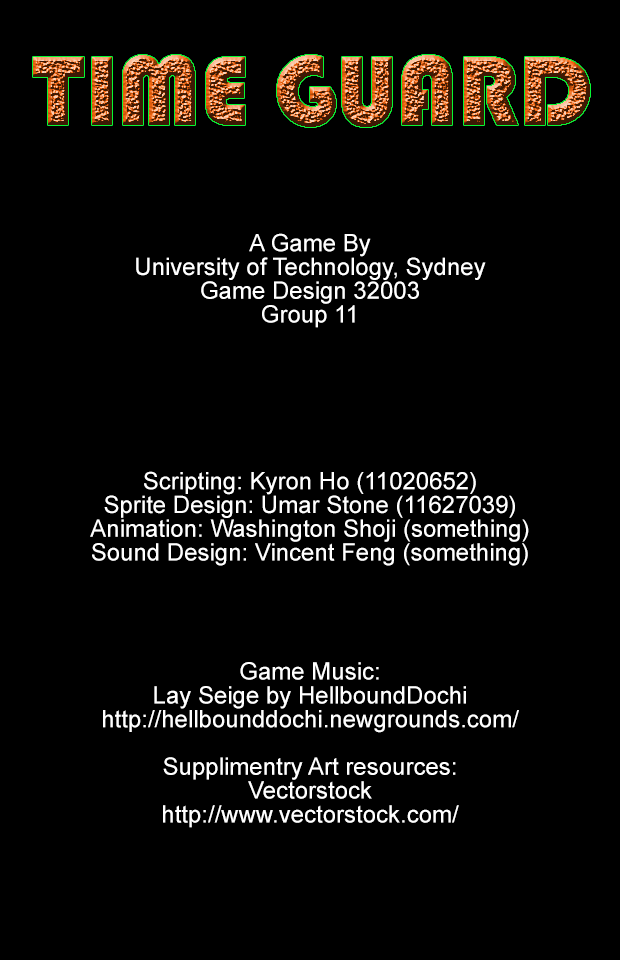 TIME GUARD
A Game By
University of Technology, Sydney
Game Design 32003
Group 11
Scripting: Kyron Ho (11020652)
Sprite Design: Umar Stone (11627039)
Animation: Washington Shoji (something)
Sound Design: Vincent Feng (something)
Game Music:
Lay Seige by HellboundDochi
http://hellbounddochi.newgrounds.com/
Supplimentry Art resources:
Vectorstock
http://www.vectorstock.com/